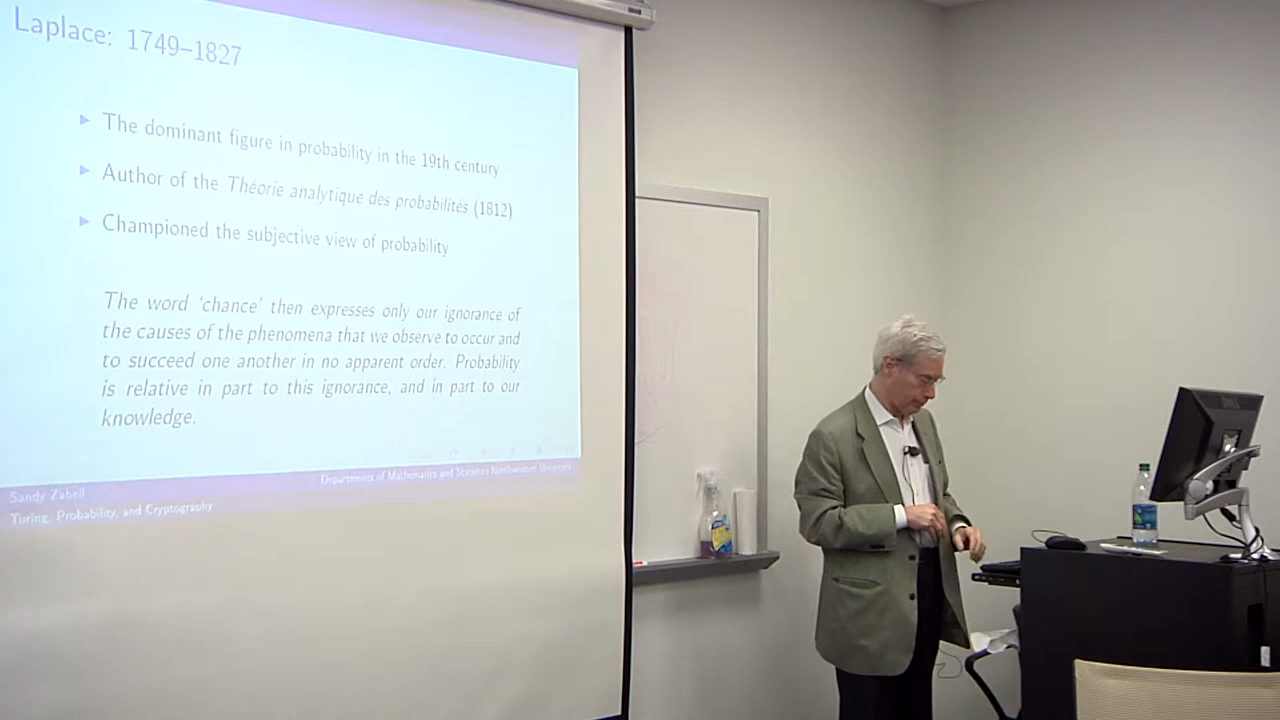 Laplace: 1749–1827
The dominant figure in probability in the 19th century
Author of the Théorie analytique des probabilités (1812)
Championed the subjective view of probability
The word ‘chance’ then expresses only our ignorance of
the causes of the phenomena that we observe to occur and
to succeed one another in no apparent order. Probability
is relative in part to this ignorance, and in part to our
knowledge.
Sandy Zabell
Departments of Mathematics and Statistics Northwestern University
Turing, Probability, and Cryptography
DELL